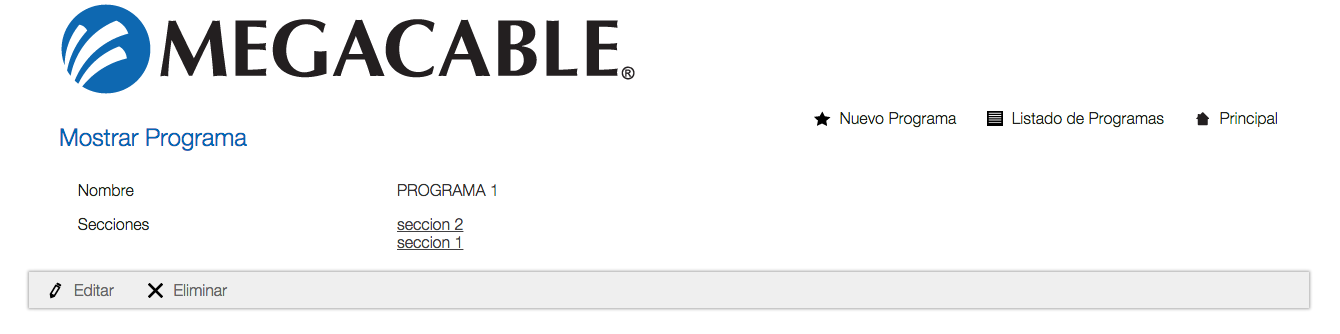 MEGACABLE®
Nuevo Programa Listado de Programas Principal
Mostrar Programa
Nombre PROGRAMA 1
Secciones seccion 2
seccion 1
Editar Eliminar